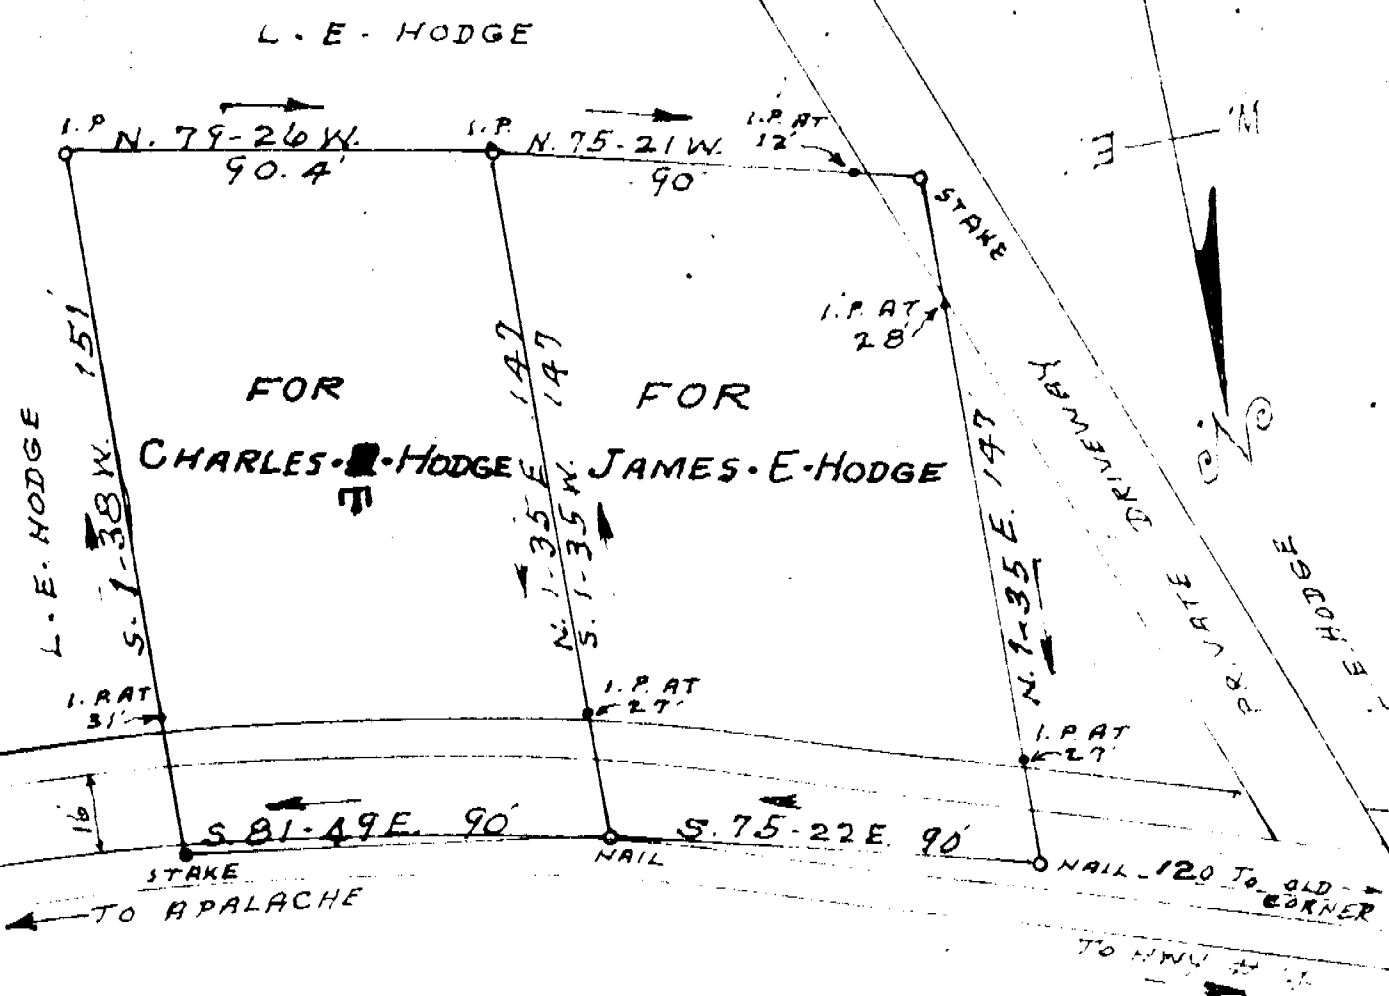 L. E. HODGE
I.P. N. 79-26 W.
90.4'
I.P. N. 75-21 W.
90'
I.P. AT
12'
STAKE
W.
E
N
I.P. AT
28'
S. 1-38 W. 151
L. E. HODGE
FOR
CHARLES. T. HODGE
N. 1-35 E 147
S. 1-35 W. 147
FOR
JAMES. E. HODGE
N. 1-35 E. 147
PRIVATE DRIVEWAY
E. HODGE
I.P. AT
31'
I.P. AT
27'
I.P. AT
27'
16'
S. 81-49 E. 90'
S. 75-22 E. 90'
STAKE
NAIL
NAIL - 120 TO OLD
CORNER
TO APALACHE
TO HWY #